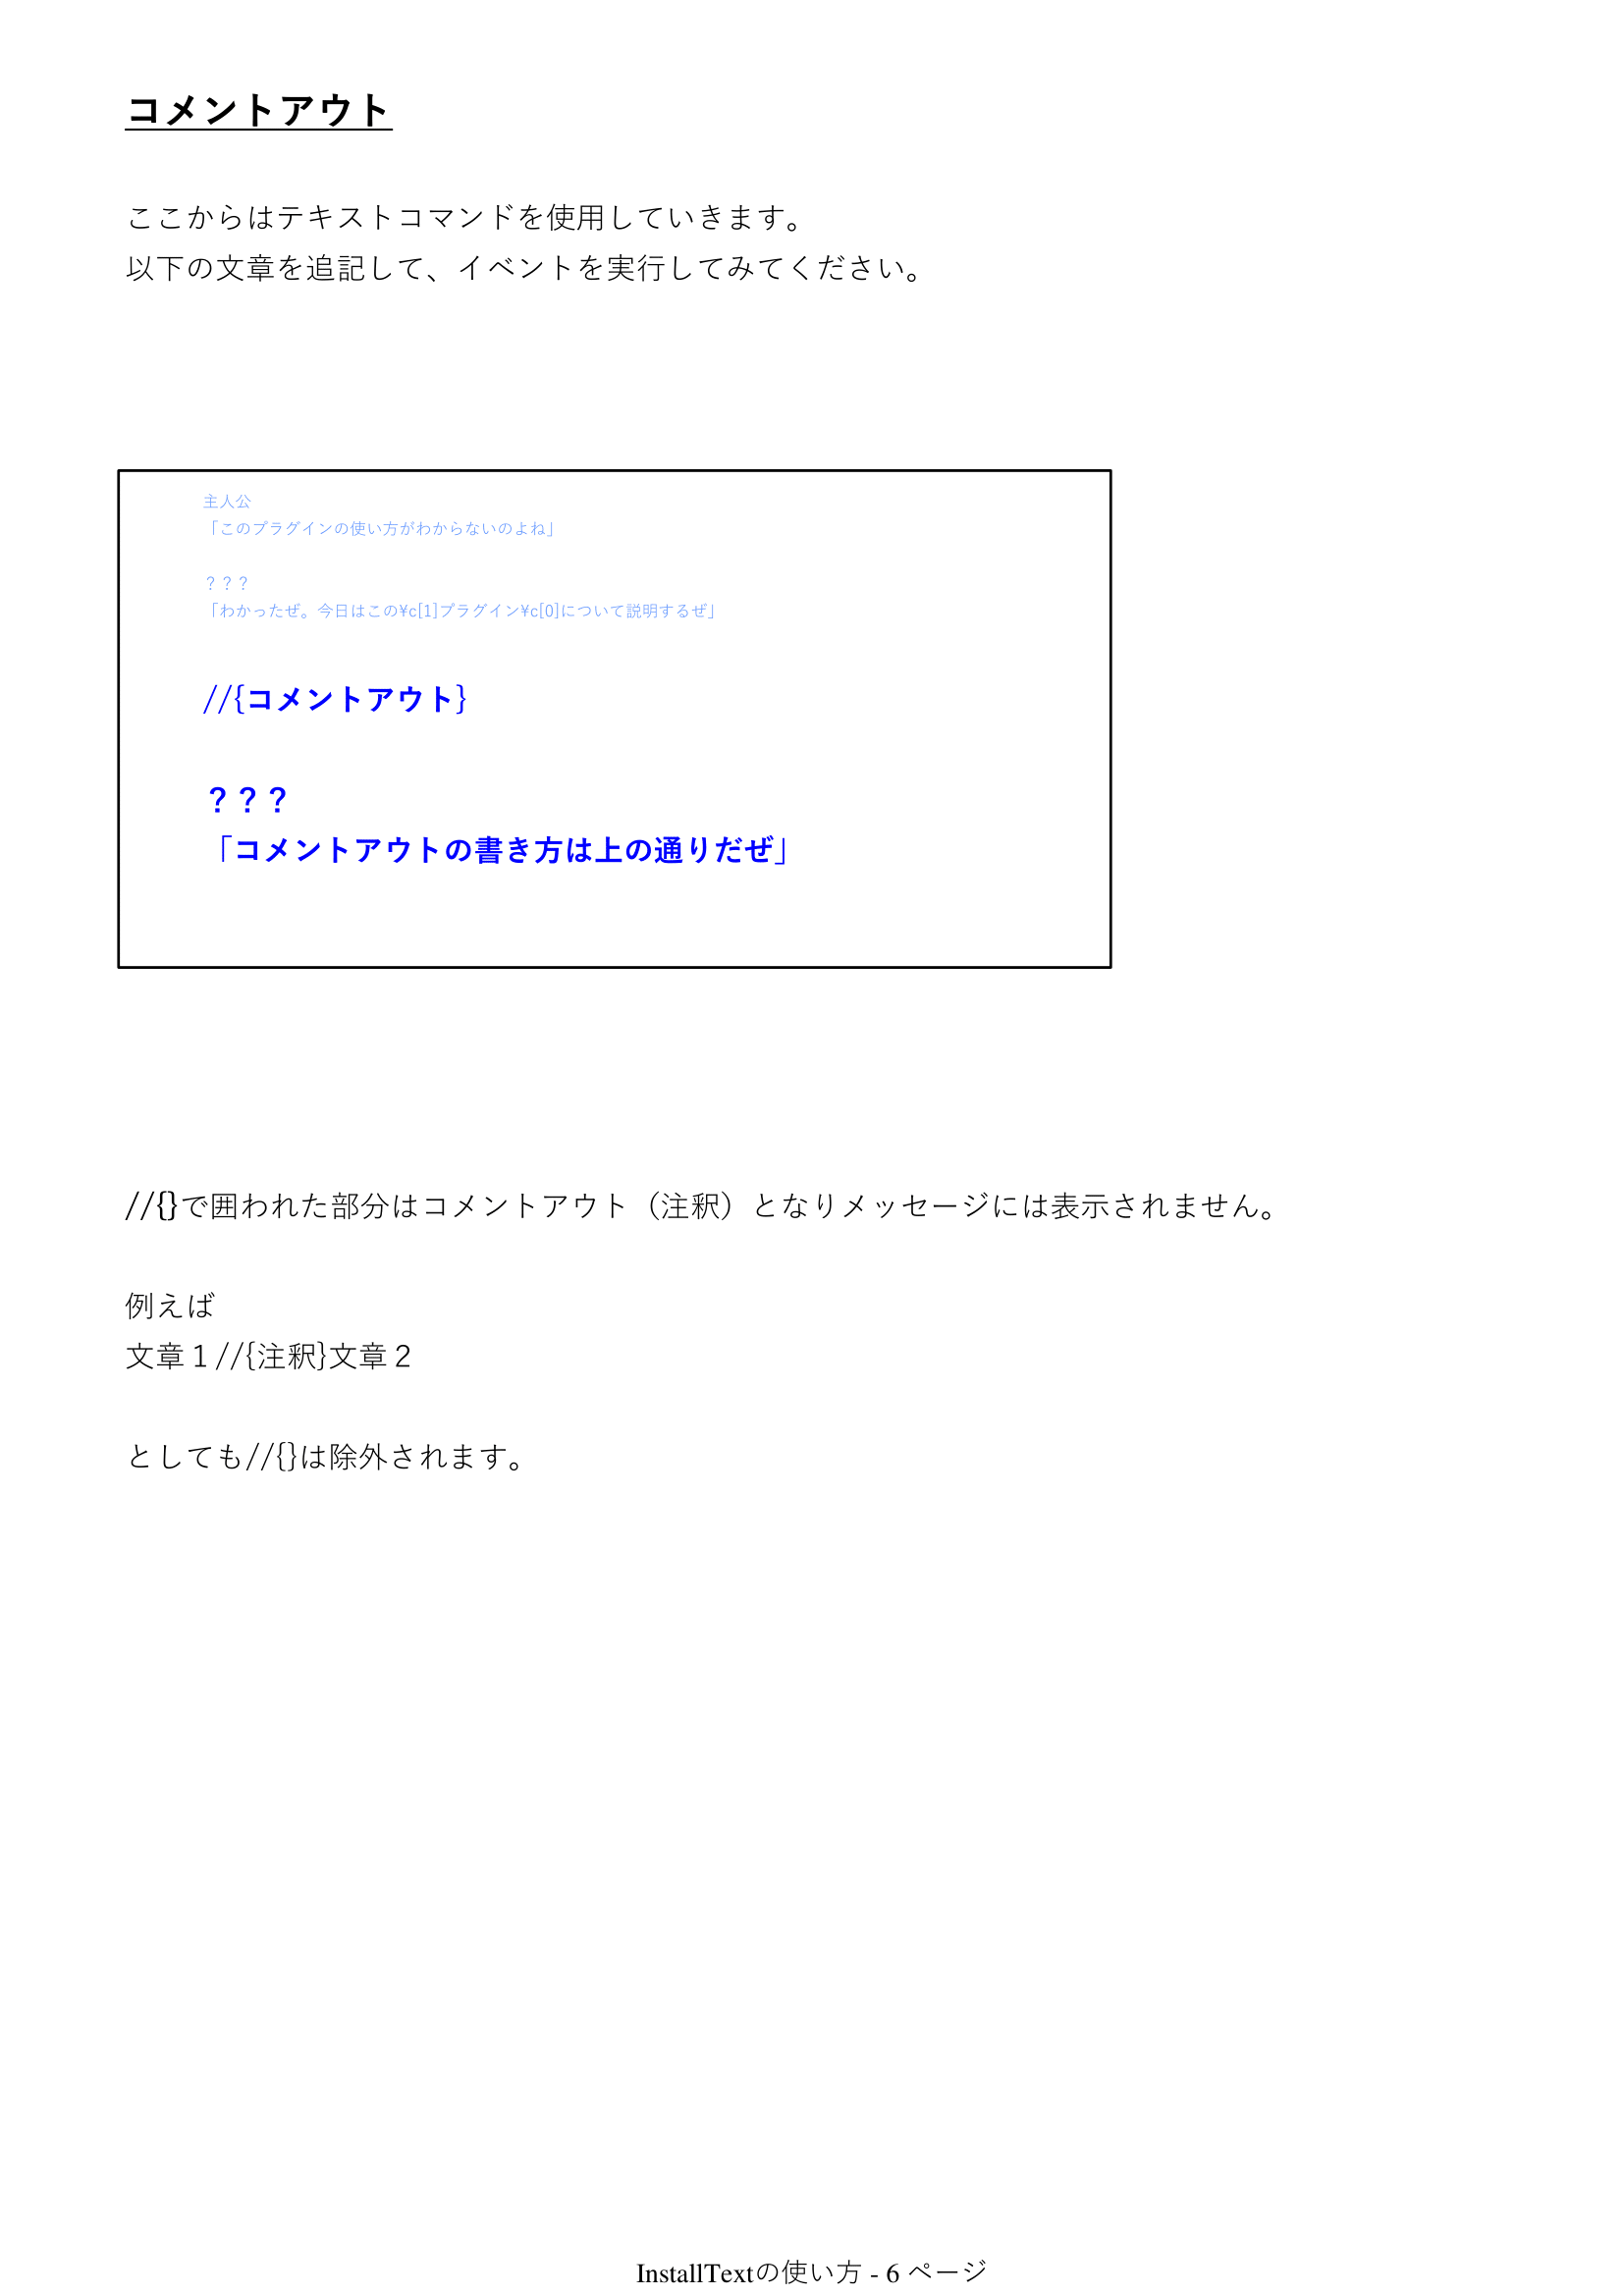 コメントアウト
ここからはテキストコマンドを使用していきます。
以下の文章を追記して、イベントを実行してみてください。
主人公
「このプラグインの使い方がわからないのよね」
？？？
「わかったぜ。今日はこの¥c[1]プラグイン¥c[0]について説明するぜ」
//{コメントアウト}
？？？
「コメントアウトの書き方は上の通りだぜ」
//{}で囲われた部分はコメントアウト（注釈）となりメッセージには表示されません。
例えば
文章１//{注釈}文章２
としても//{}は除外されます。
InstallTextの使い方 - 6 ページ